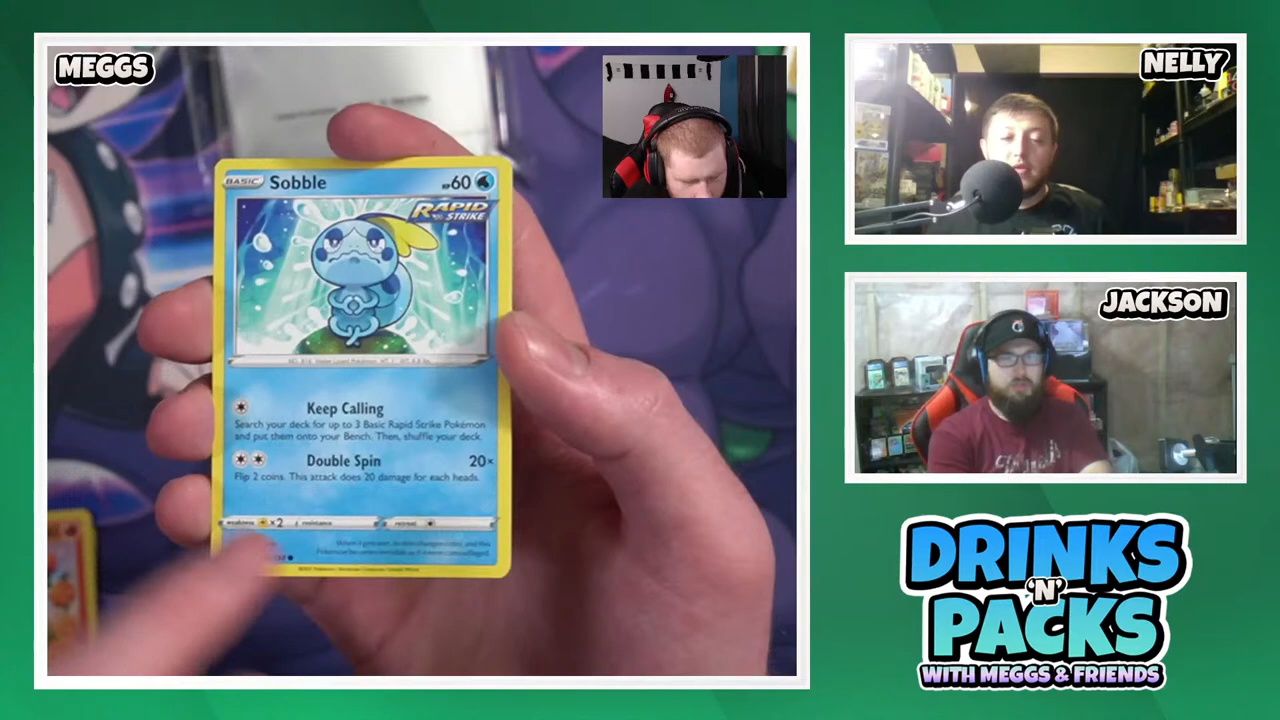 MEGGS
BASIC Sobble HP60
RAPID
STRIKE
Keep Calling
Search your deck for up to 3 Basic Rapid Strike Pokémon
and put them onto your Bench. Then, shuffle your deck.
Double Spin 20×
Flip 2 coins. This attack does 20 damage for each heads.
weakness ×2 resistance retreat
NELLY
JACKSON
DRINKS
'N'
PACKS
WITH MEGGS & FRIENDS